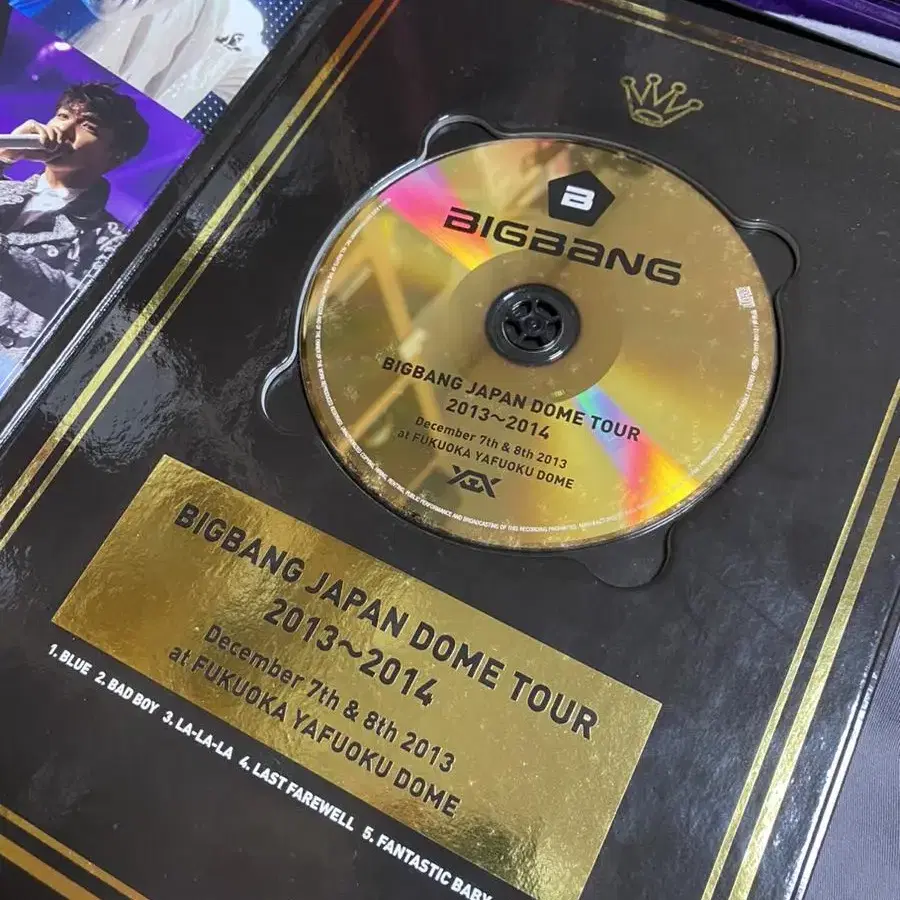 B
BIGBANG
BIGBANG JAPAN DOME TOUR
2013~2014
December 7th & 8th 2013
at FUKUOKA YAFUOKU DOME
YGX
BIGBANG JAPAN DOME TOUR
2013~2014
December 7th & 8th 2013
at FUKUOKA YAFUOKU DOME
1. BLUE 2. BAD BOY 3. LA-LA-LA 4. LAST FAREWELL 5. FANTASTIC BABY